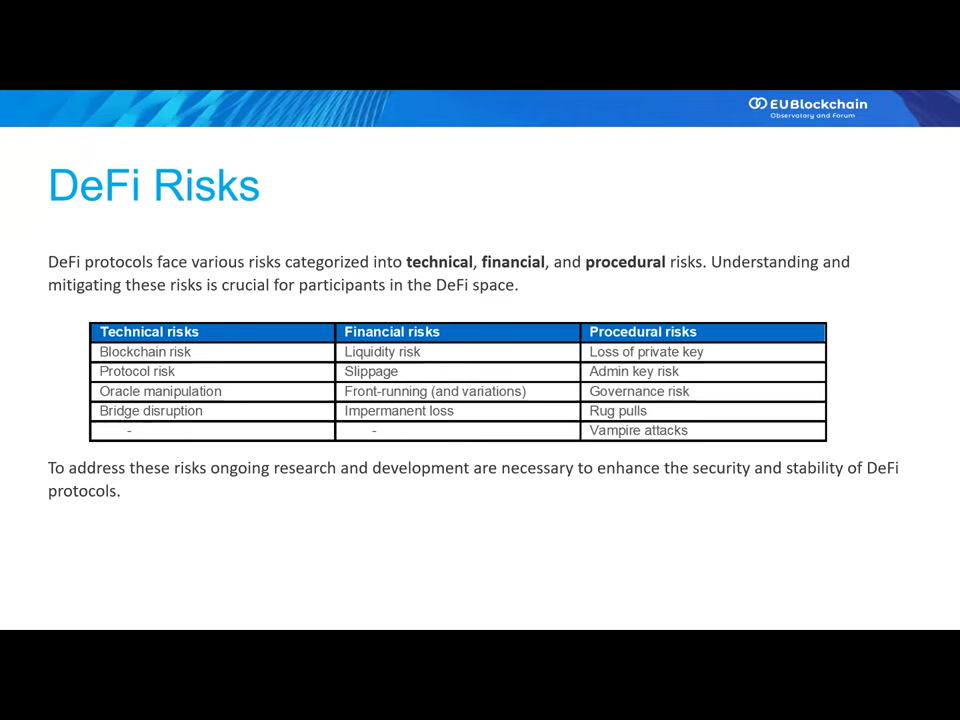 EUBlockchain
Observatory and Forum
DeFi Risks
DeFi protocols face various risks categorized into technical, financial, and procedural risks. Understanding and
mitigating these risks is crucial for participants in the DeFi space.
Technical risks Financial risks Procedural risks
Blockchain risk Liquidity risk Loss of private key
Protocol risk Slippage Admin key risk
Oracle manipulation Front-running (and variations) Governance risk
Bridge disruption Impermanent loss Rug pulls
- - Vampire attacks
To address these risks ongoing research and development are necessary to enhance the security and stability of DeFi
protocols.